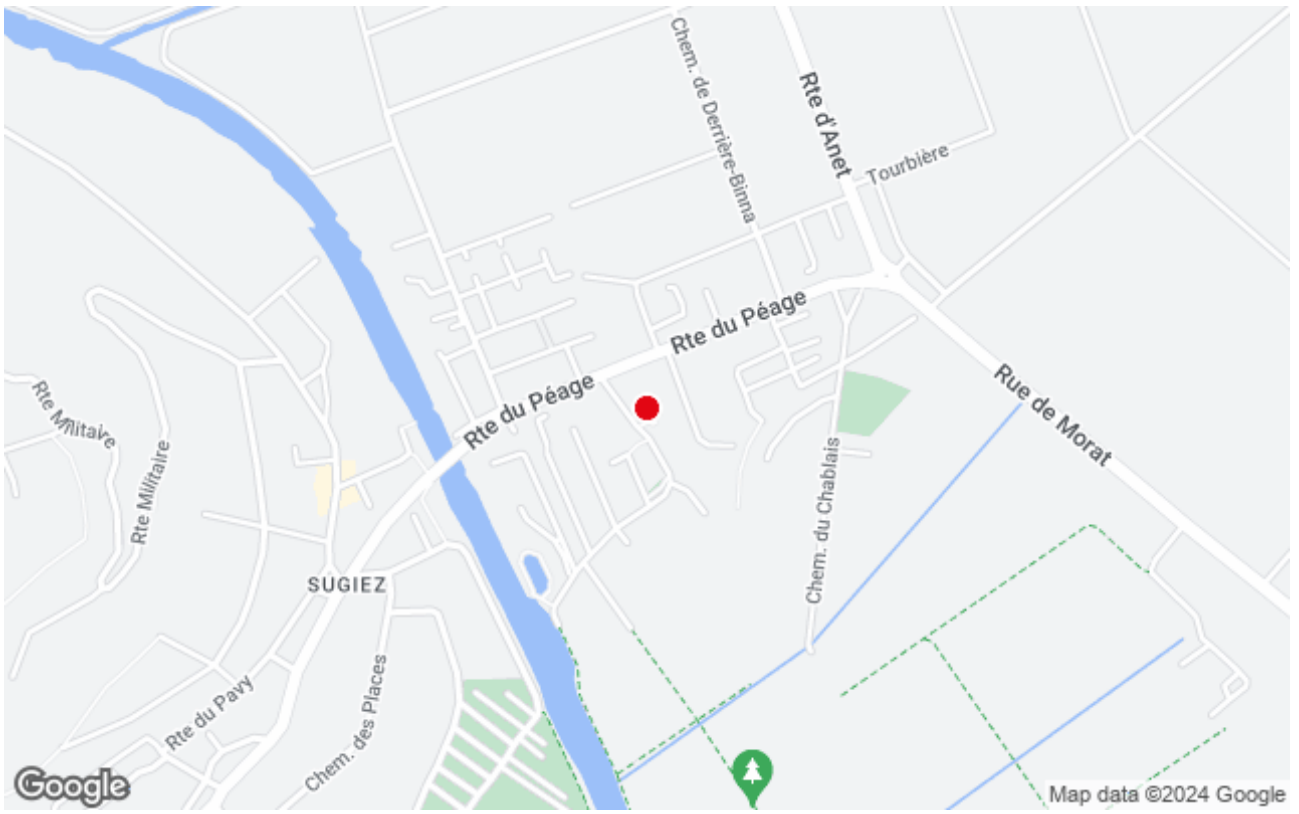 Chem. de Derrière-Binna
Rte d'Anet
Tourbière
Rte du Péage
Rte du Péage
Rte Militaire
Rte Militaire
Rue de Morat
Chem. du Chablais
SUGIEZ
Rte du Pavy
Chem. des Places
Google
Map data ©2024 Google